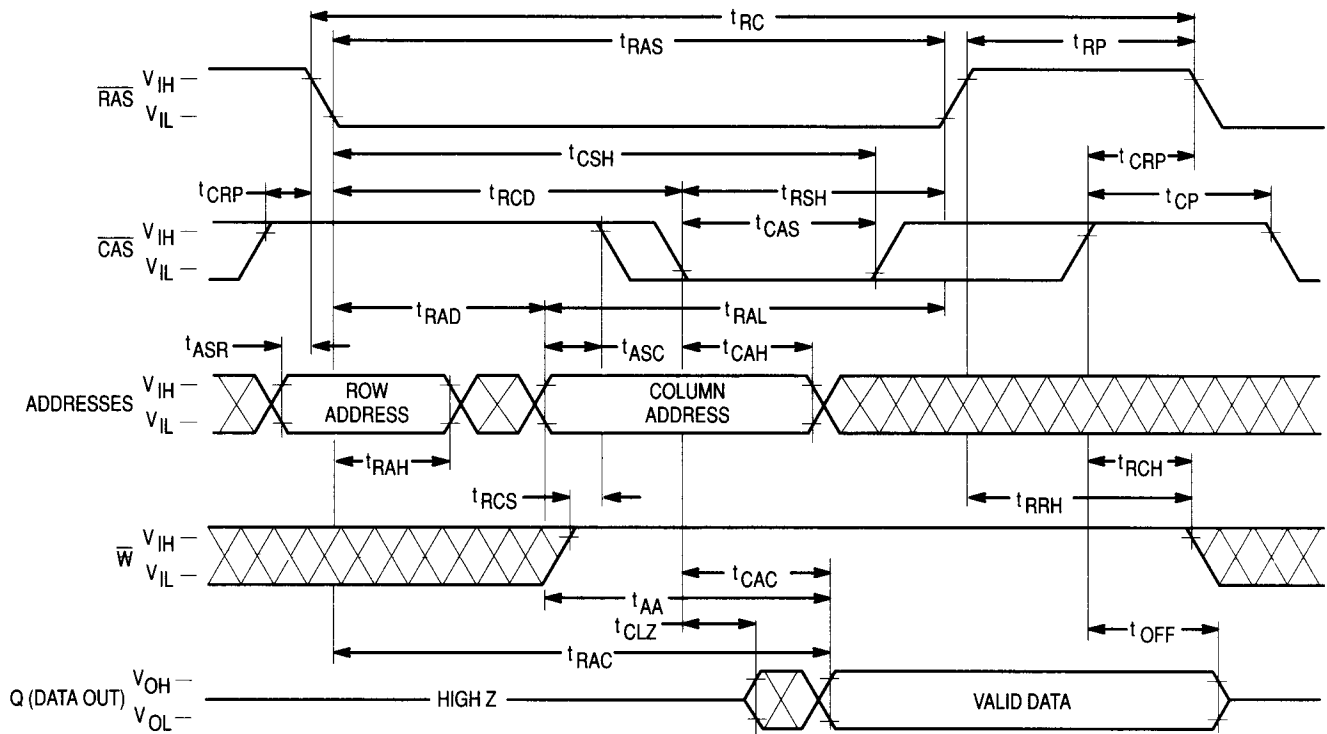 tRC
tRAS
tRP
RAS
VIH
VIL
tCSH
tCRP
tCRP
tRCD
tRSH
tCP
tCAS
CAS
VIH
VIL
tRAD
tRAL
tASR
tASC
tCAH
ADDRESSES
VIH
VIL
ROW
ADDRESS
COLUMN
ADDRESS
tRAH
tRCH
tRCS
tRRH
W
VIH
VIL
tCAC
tAA
tCLZ
tOFF
tRAC
Q (DATA OUT)
VOH
VOL
HIGH Z
VALID DATA